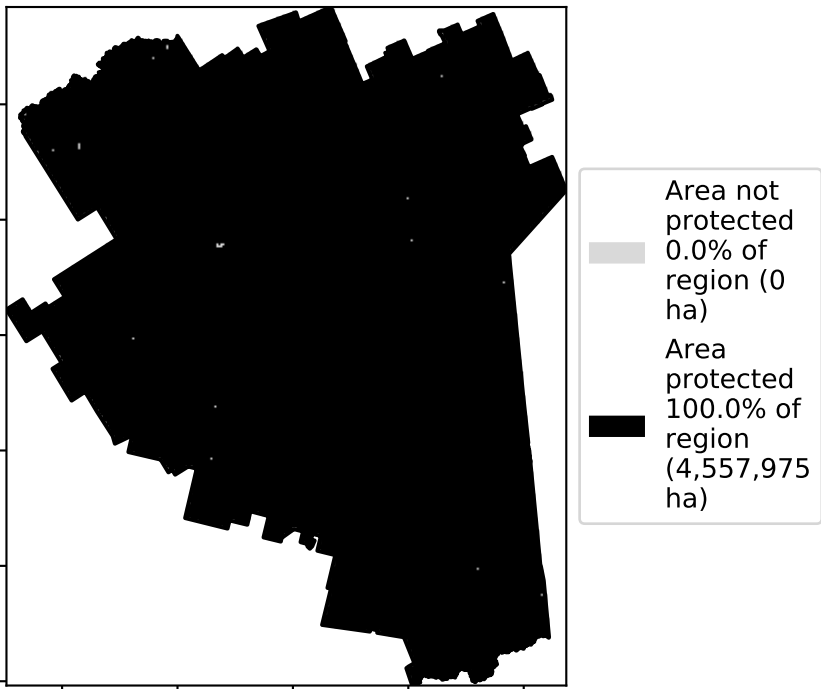 Area not
protected
0.0% of
region (0
ha)
Area
protected
100.0% of
region
(4,557,975
ha)